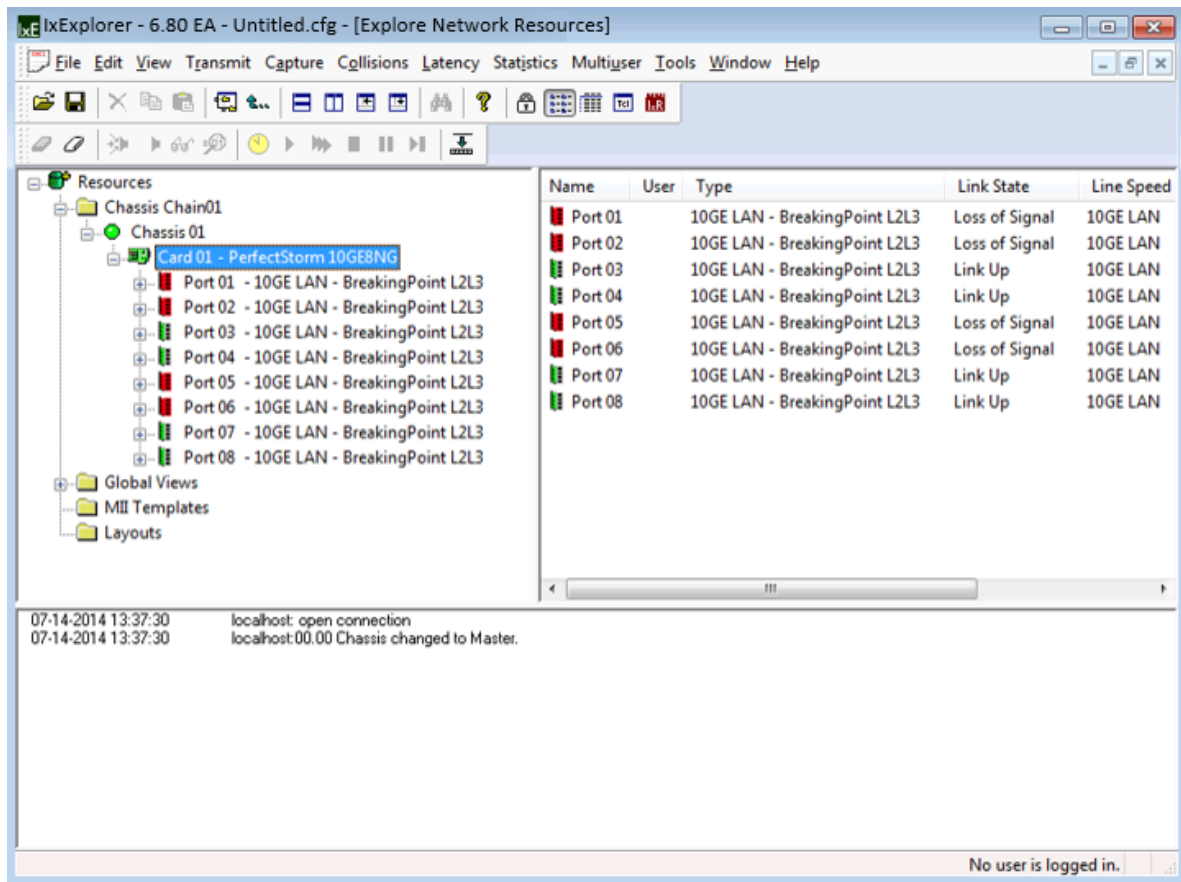 IxExplorer - 6.80 EA - Untitled.cfg - [Explore Network Resources]
File Edit View Transmit Capture Collisions Latency Statistics Multiuser Tools Window Help
Resources
Chassis Chain01
Chassis 01
Card 01 - PerfectStorm 10GE8NG
Port 01 - 10GE LAN - BreakingPoint L2L3
Port 02 - 10GE LAN - BreakingPoint L2L3
Port 03 - 10GE LAN - BreakingPoint L2L3
Port 04 - 10GE LAN - BreakingPoint L2L3
Port 05 - 10GE LAN - BreakingPoint L2L3
Port 06 - 10GE LAN - BreakingPoint L2L3
Port 07 - 10GE LAN - BreakingPoint L2L3
Port 08 - 10GE LAN - BreakingPoint L2L3
Global Views
MII Templates
Layouts
Name User Type Link State Line Speed
Port 01 10GE LAN - BreakingPoint L2L3 Loss of Signal 10GE LAN
Port 02 10GE LAN - BreakingPoint L2L3 Loss of Signal 10GE LAN
Port 03 10GE LAN - BreakingPoint L2L3 Link Up 10GE LAN
Port 04 10GE LAN - BreakingPoint L2L3 Link Up 10GE LAN
Port 05 10GE LAN - BreakingPoint L2L3 Loss of Signal 10GE LAN
Port 06 10GE LAN - BreakingPoint L2L3 Loss of Signal 10GE LAN
Port 07 10GE LAN - BreakingPoint L2L3 Link Up 10GE LAN
Port 08 10GE LAN - BreakingPoint L2L3 Link Up 10GE LAN
07-14-2014 13:37:30 localhost: open connection
07-14-2014 13:37:30 localhost:00.00 Chassis changed to Master.
No user is logged in.